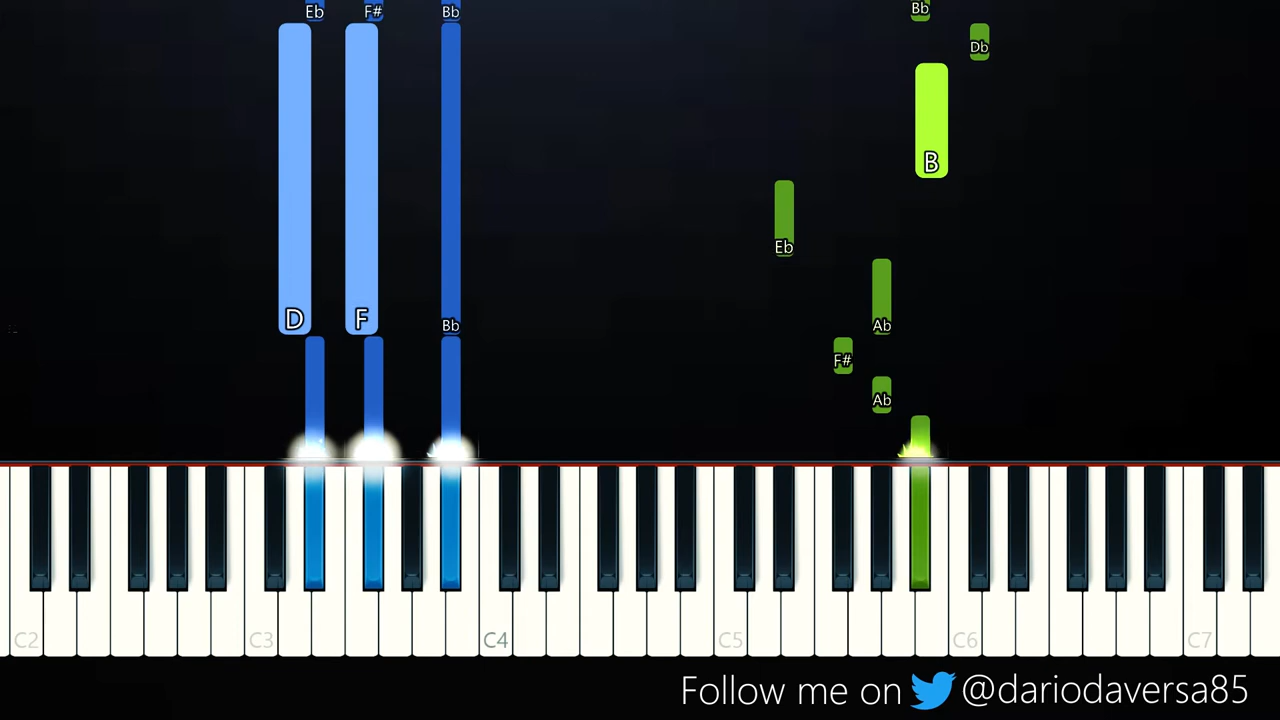 Eb F# Bb Bb
Db
B
Eb
D F Bb Ab
F#
Ab
C2 C3 C4 C5 C6 C7
Follow me on @dariodaversa85